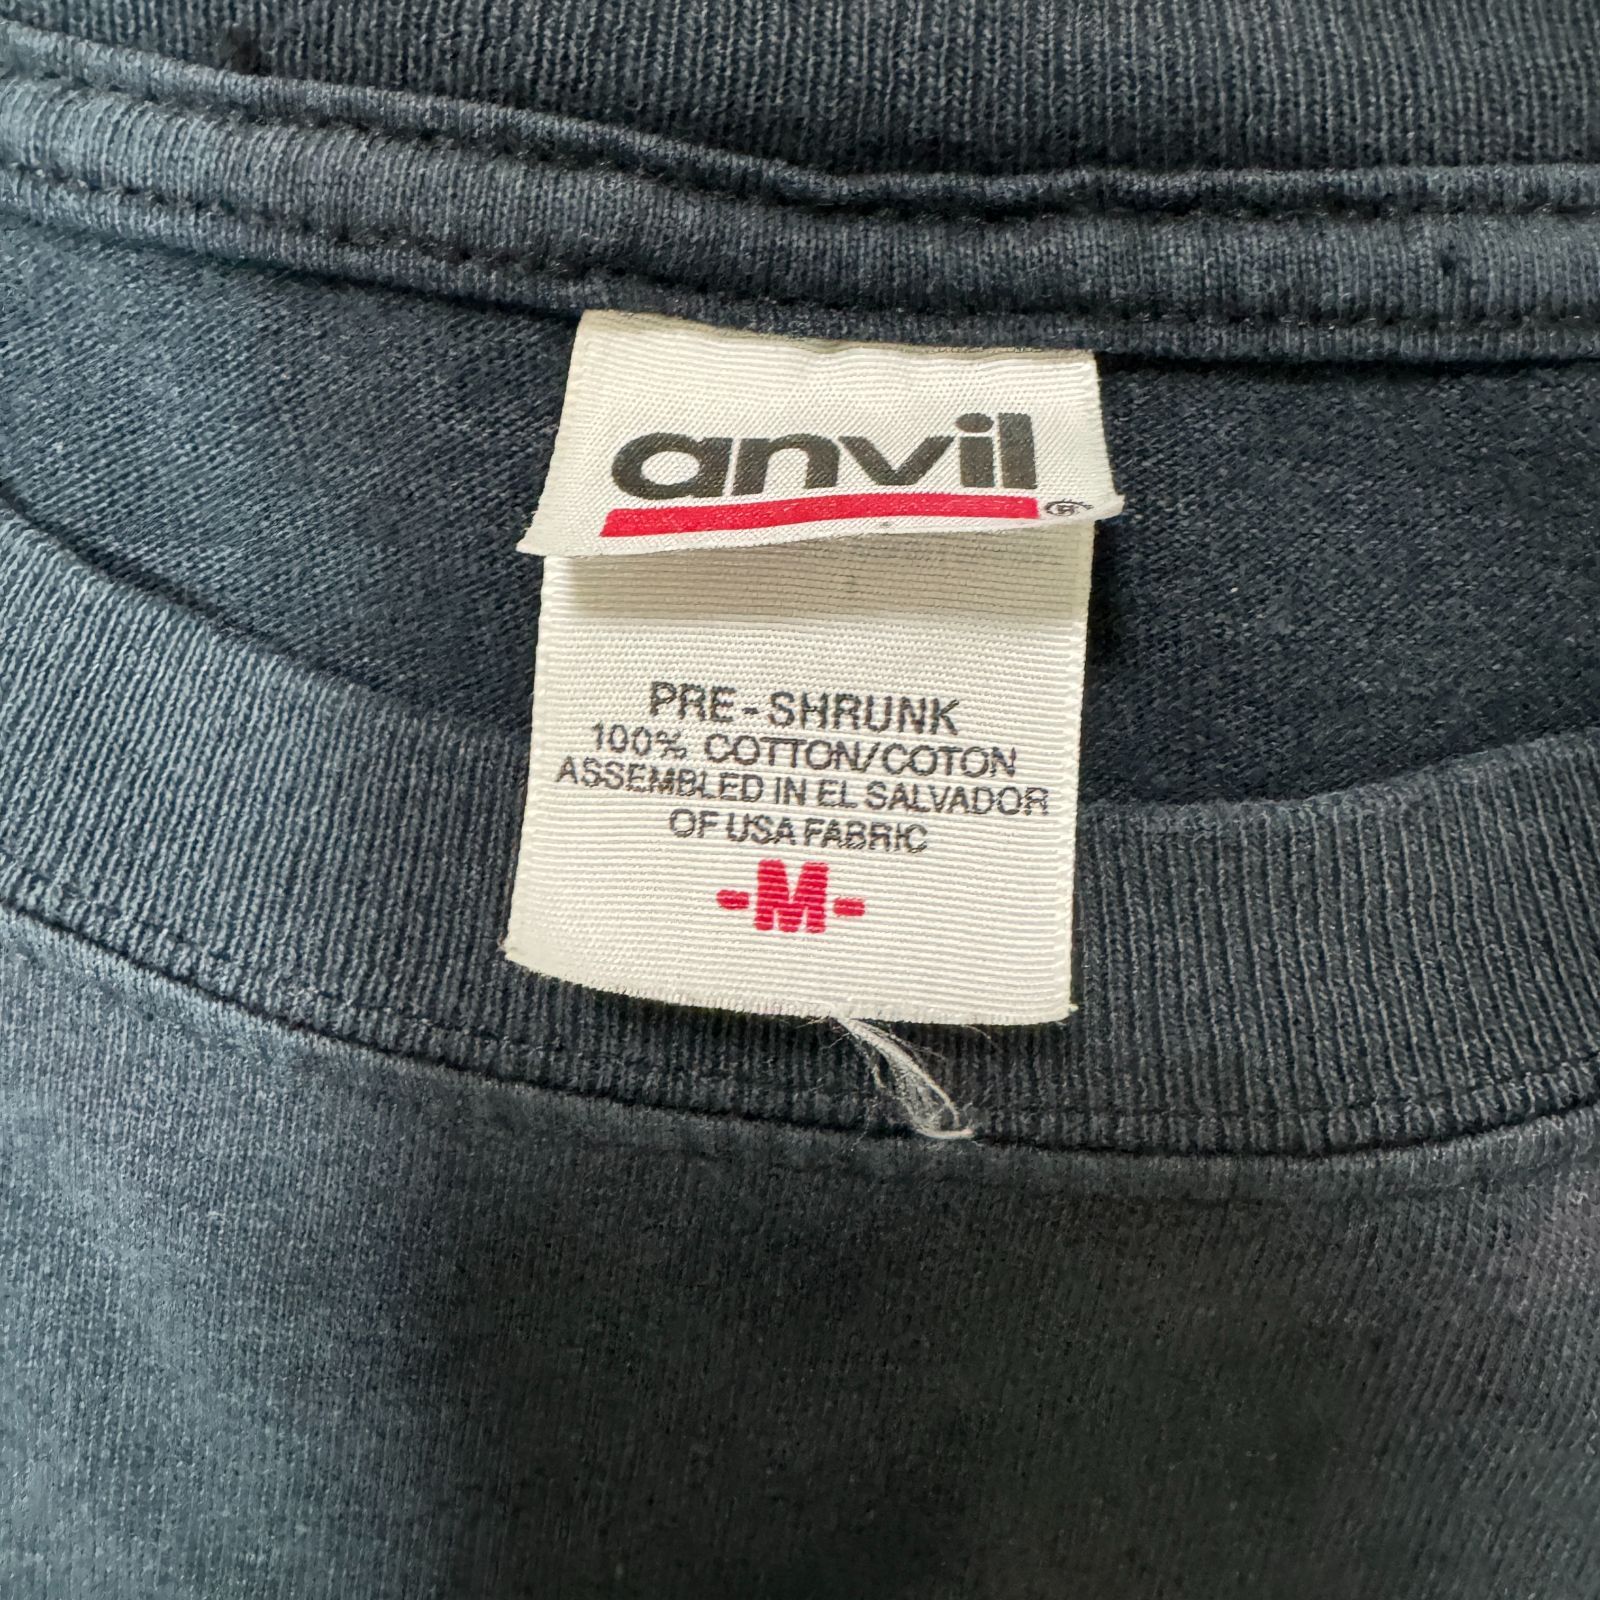 anvil®
PRE-SHRUNK
100% COTTON/COTON
ASSEMBLED IN EL SALVADOR
OF USA FABRIC
-M-